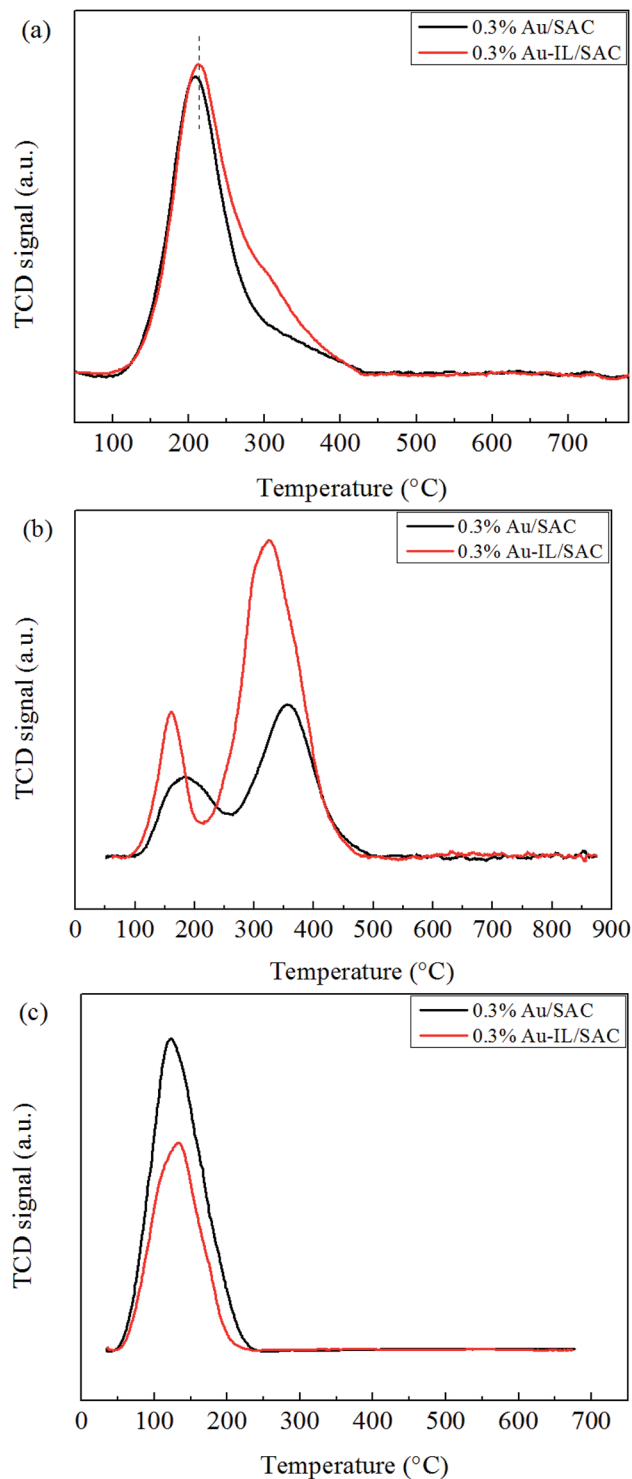 (a)
0.3% Au/SAC
0.3% Au-IL/SAC
TCD signal (a.u.)
100 200 300 400 500 600 700
Temperature (°C)
(b)
0.3% Au/SAC
0.3% Au-IL/SAC
TCD signal (a.u.)
0 100 200 300 400 500 600 700 800 900
Temperature (°C)
(c)
0.3% Au/SAC
0.3% Au-IL/SAC
TCD signal (a.u.)
0 100 200 300 400 500 600 700
Temperature (°C)